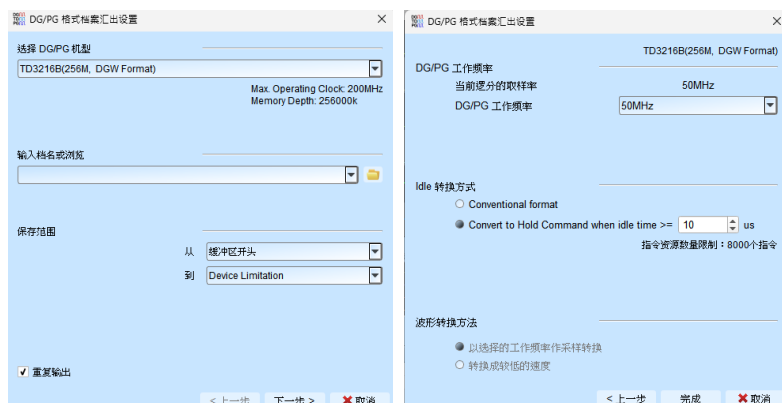 DG/PG 格式档案汇出设置
选择 DG/PG 机型
TD3216B(256M, DGW Format)
Max. Operating Clock: 200MHz
Memory Depth: 256000k
输入档名或浏览
保存范围
从 缓冲区开头
到 Device Limitation
重复输出
< 上一步 下一步 > 取消
DG/PG 格式档案汇出设置
TD3216B(256M, DGW Format)
DG/PG 工作频率
当前逻分的取样率 50MHz
DG/PG 工作频率 50MHz
Idle 转换方式
Conventional format
Convert to Hold Command when idle time >= 10 us
指令资源数量限制：8000个指令
波形转换方法
以选择的工作频率作采样转换
转换成较低的速度
< 上一步 完成 取消